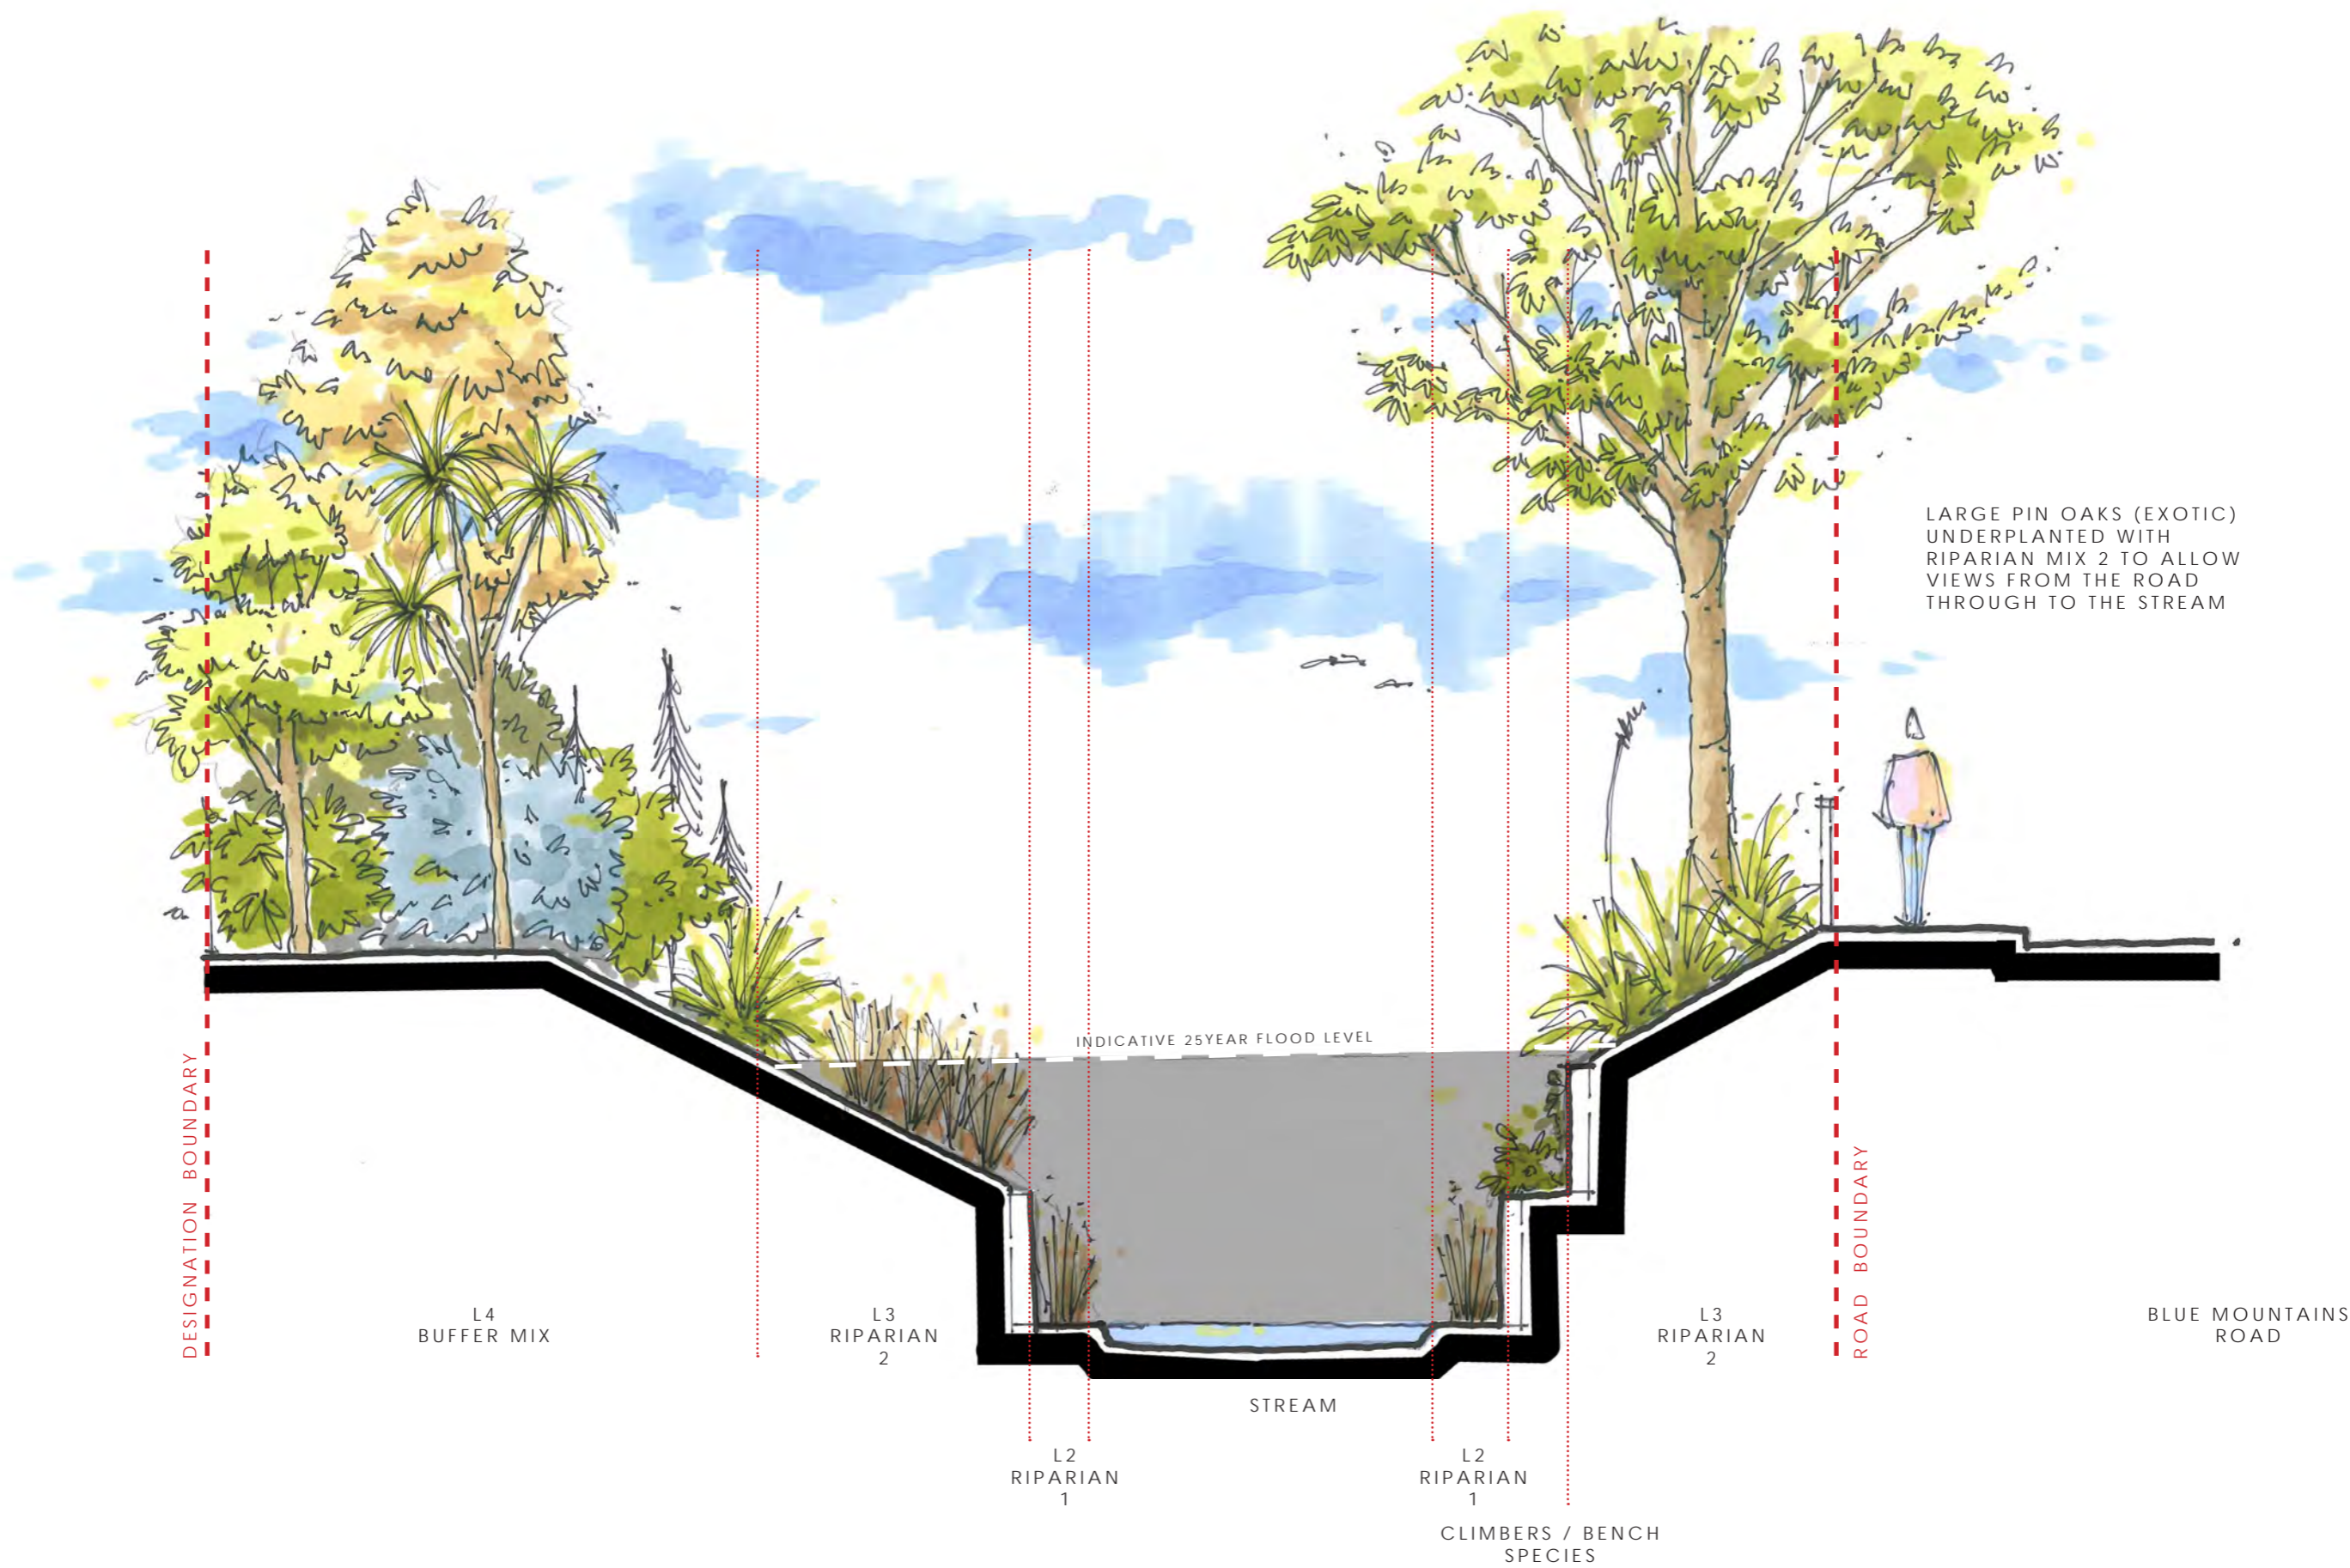 LARGE PIN OAKS (EXOTIC)
UNDERPLANTED WITH
RIPARIAN MIX 2 TO ALLOW
VIEWS FROM THE ROAD
THROUGH TO THE STREAM
INDICATIVE 25YEAR FLOOD LEVEL
DESIGNATION BOUNDARY
L4
BUFFER MIX
L3
RIPARIAN
2
L3
RIPARIAN
2
ROAD BOUNDARY
BLUE MOUNTAINS
ROAD
STREAM
L2
RIPARIAN
1
L2
RIPARIAN
1
CLIMBERS / BENCH
SPECIES